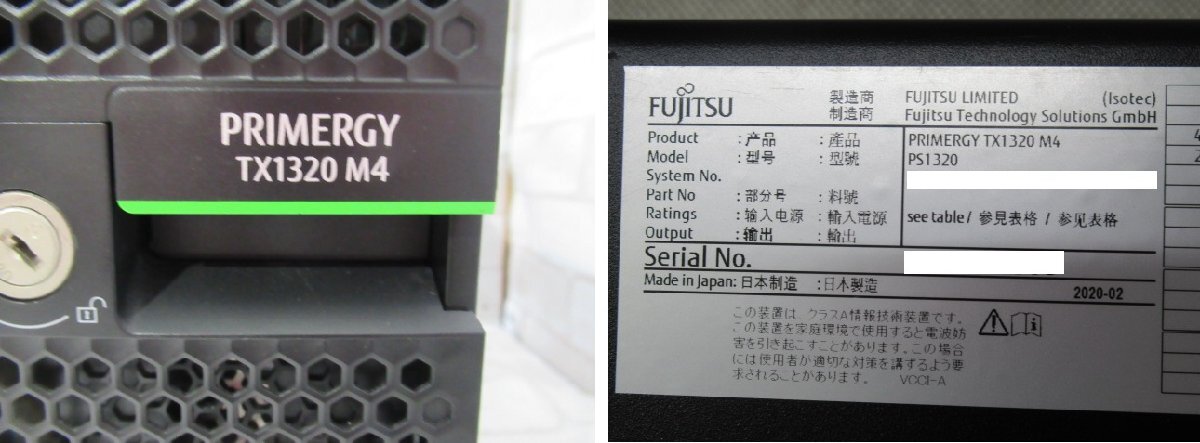 PRIMERGY
TX1320 M4
FUJITSU
製造商 FUJITSU LIMITED (Isotec)
制造商 Fujitsu Technology Solutions GmbH
Product : 产品 : 產品 PRIMERGY TX1320 M4
Model : 型号 : 型號 PS1320
System No.
Part No : 部分号 : 料號
Ratings : 输入电源 : 輸入電源 see table/ 参見表格 / 参见表格
Output : 输出 : 輸出
Serial No.
Made in Japan: 日本制造 : 日本製造 2020-02
この装置は、クラスA情報技術装置です。
この装置を家庭環境で使用すると電波妨
害を引き起こすことがあります。この場合
には使用者が適切な対策を講ずるよう要
求されることがあります。 VCCI-A